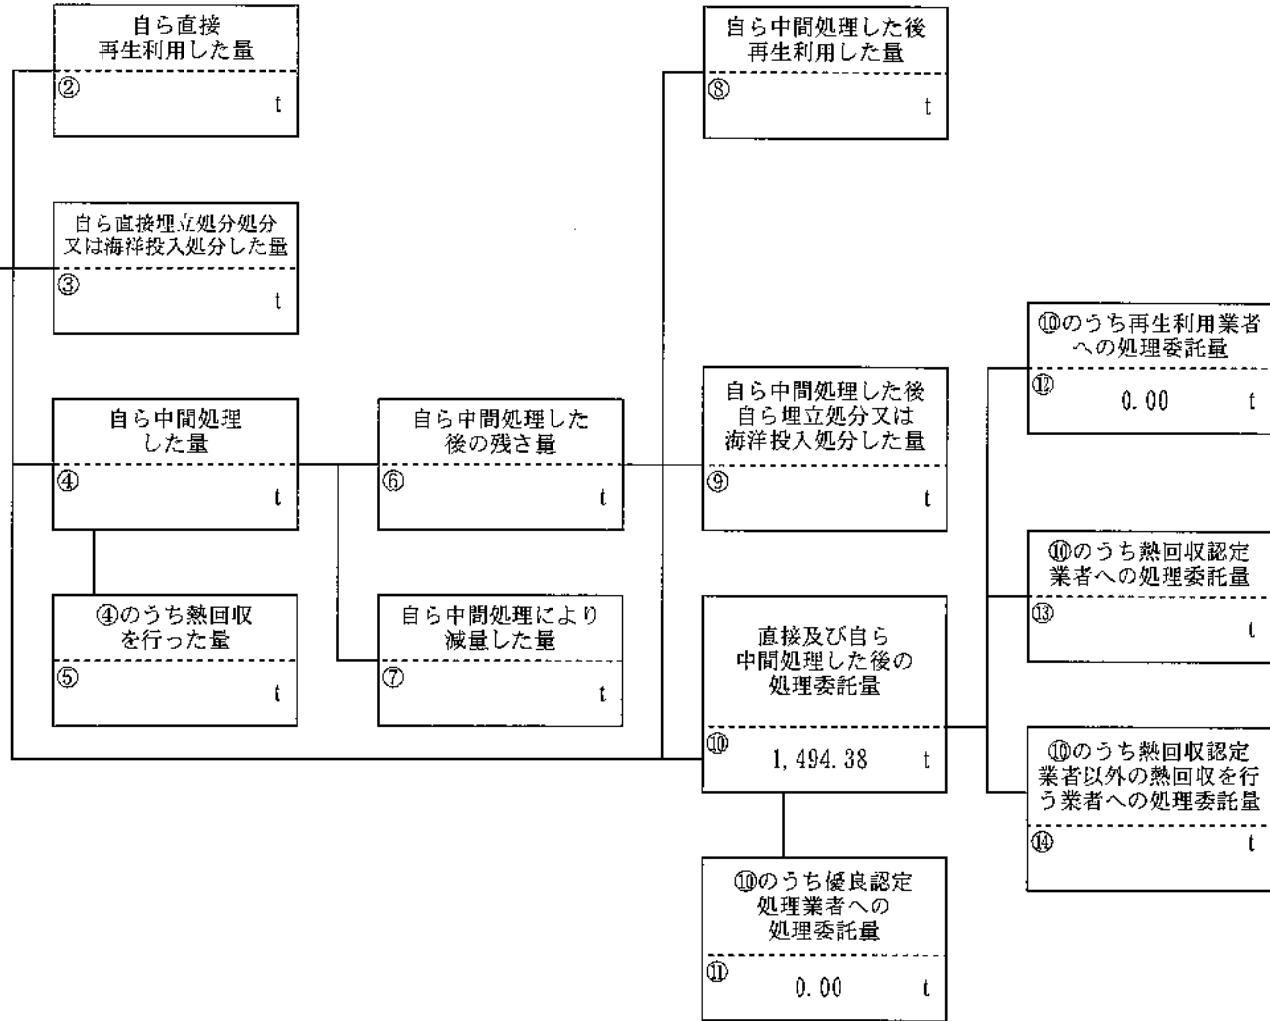 自ら直接
再生利用した量
②
t
自ら中間処理した後
再生利用した量
⑧
t
自ら直接埋立処分処分
又は海洋投入処分した量
③
t
⑩のうち再生利用業者
への処理委託量
⑫
0.00 t
自ら中間処理
した量
④
t
自ら中間処理した
後の残さ量
⑥
t
自ら中間処理した後
自ら埋立処分又は
海洋投入処分した量
⑨
t
⑩のうち熱回収認定
業者への処理委託量
⑬
t
④のうち熱回収
を行った量
⑤
t
自ら中間処理により
減量した量
⑦
t
直接及び自ら
中間処理した後の
処理委託量
⑩
1,494.38 t
⑩のうち熱回収認定
業者以外の熱回収を行
う業者への処理委託量
⑭
t
⑩のうち優良認定
処理業者への
処理委託量
⑪
0.00 t